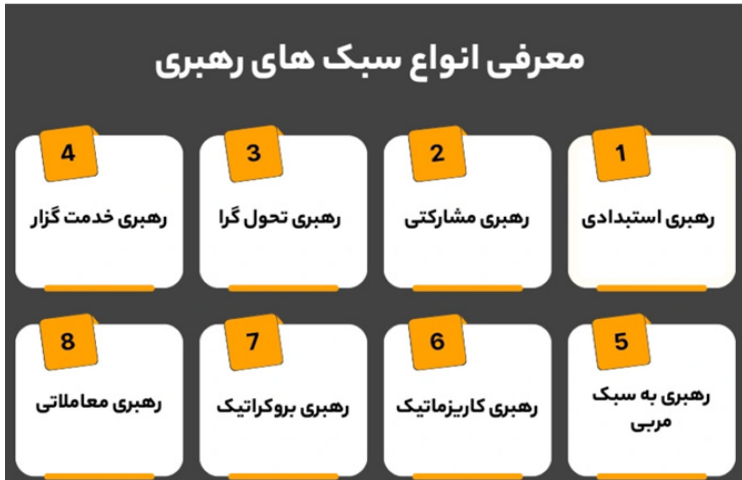 معرفی انواع سبک های رهبری
1
رهبری استبدادی
2
رهبری مشارکتی
3
رهبری تحول گرا
4
رهبری خدمت گزار
5
رهبری به سبک
مربی
6
رهبری کاریزماتیک
7
رهبری بروکراتیک
8
رهبری معاملاتی